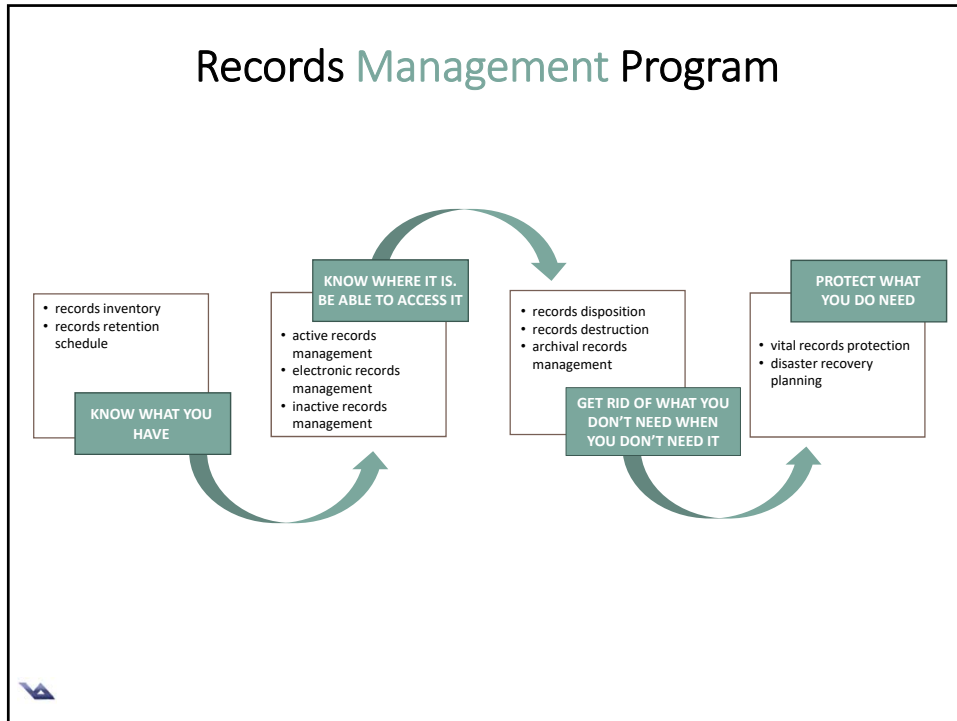 Records Management Program
• records inventory
• records retention
schedule
KNOW WHAT YOU
HAVE
KNOW WHERE IT IS.
BE ABLE TO ACCESS IT
• active records
management
• electronic records
management
• inactive records
management
• records disposition
• records destruction
• archival records
management
GET RID OF WHAT YOU
DON’T NEED WHEN
YOU DON’T NEED IT
PROTECT WHAT
YOU DO NEED
• vital records protection
• disaster recovery
planning